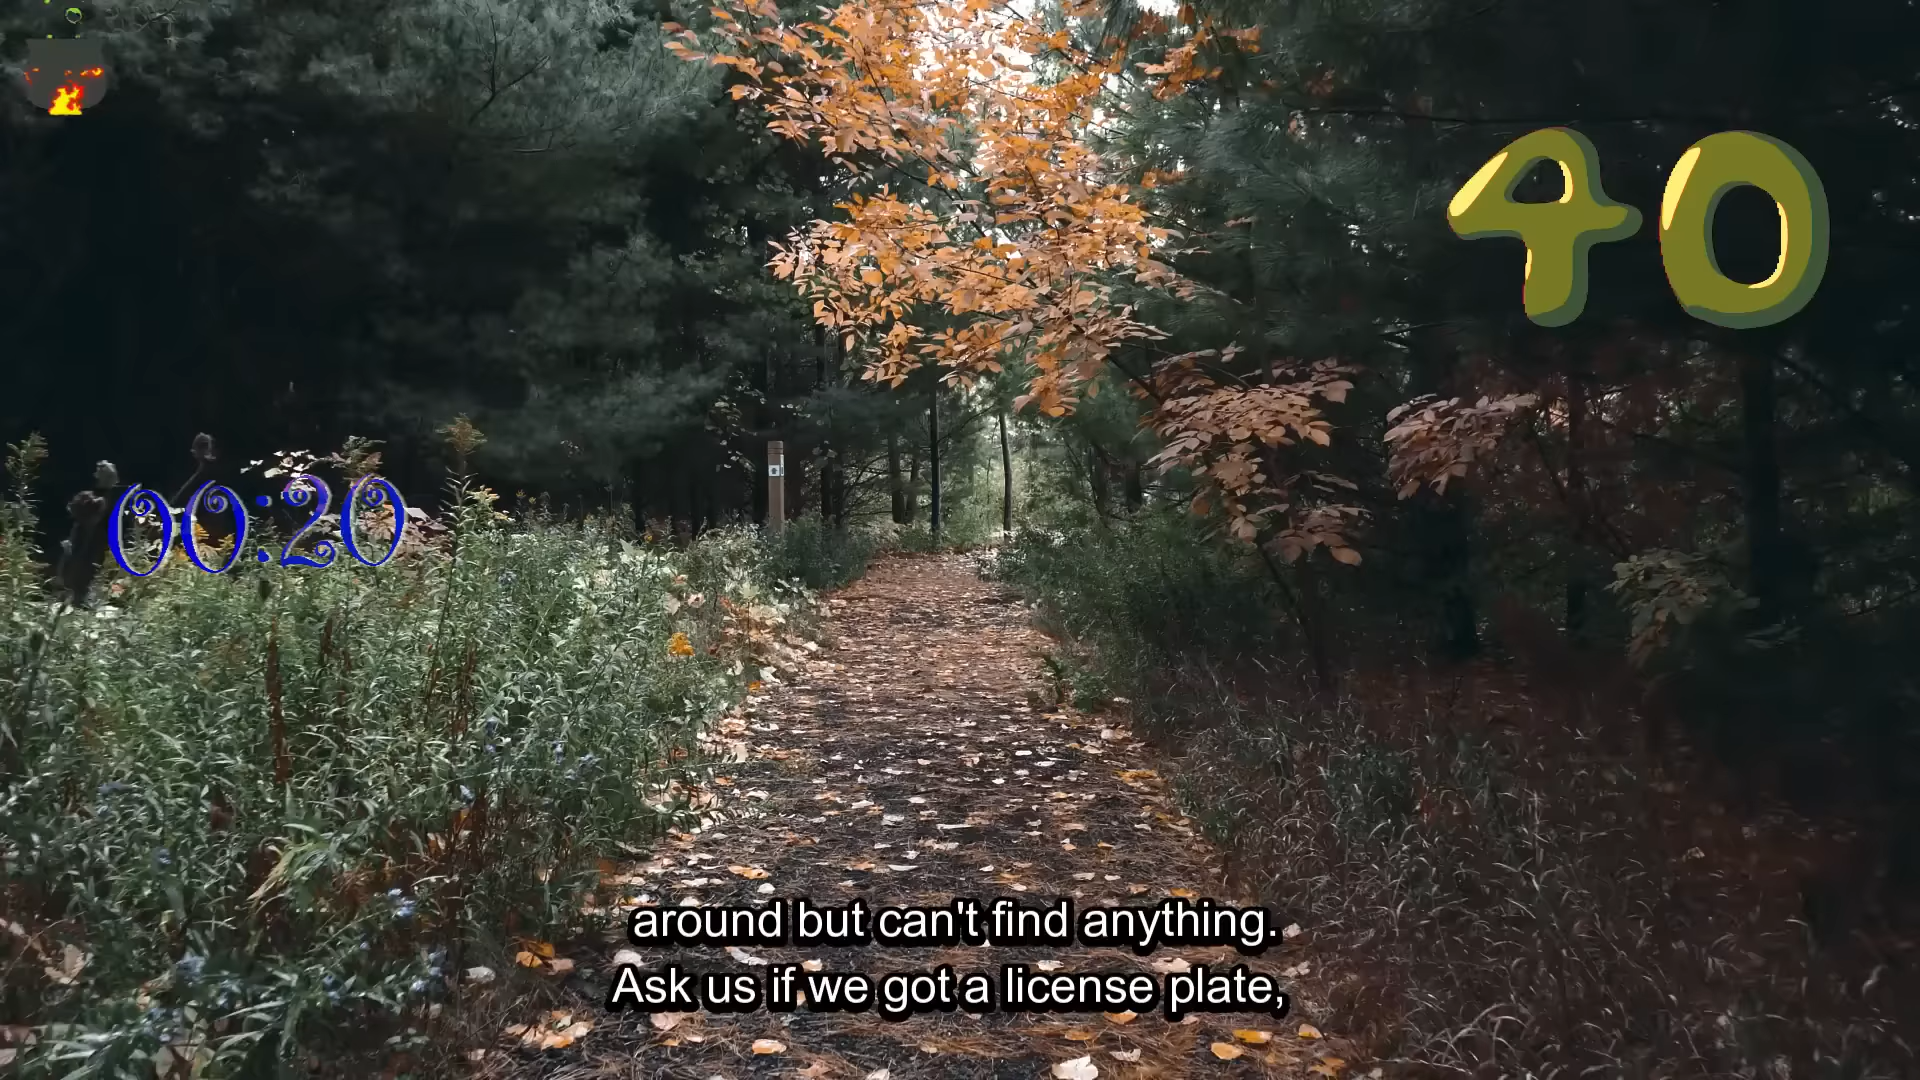 40
00:20
around but can't find anything.
Ask us if we got a license plate,